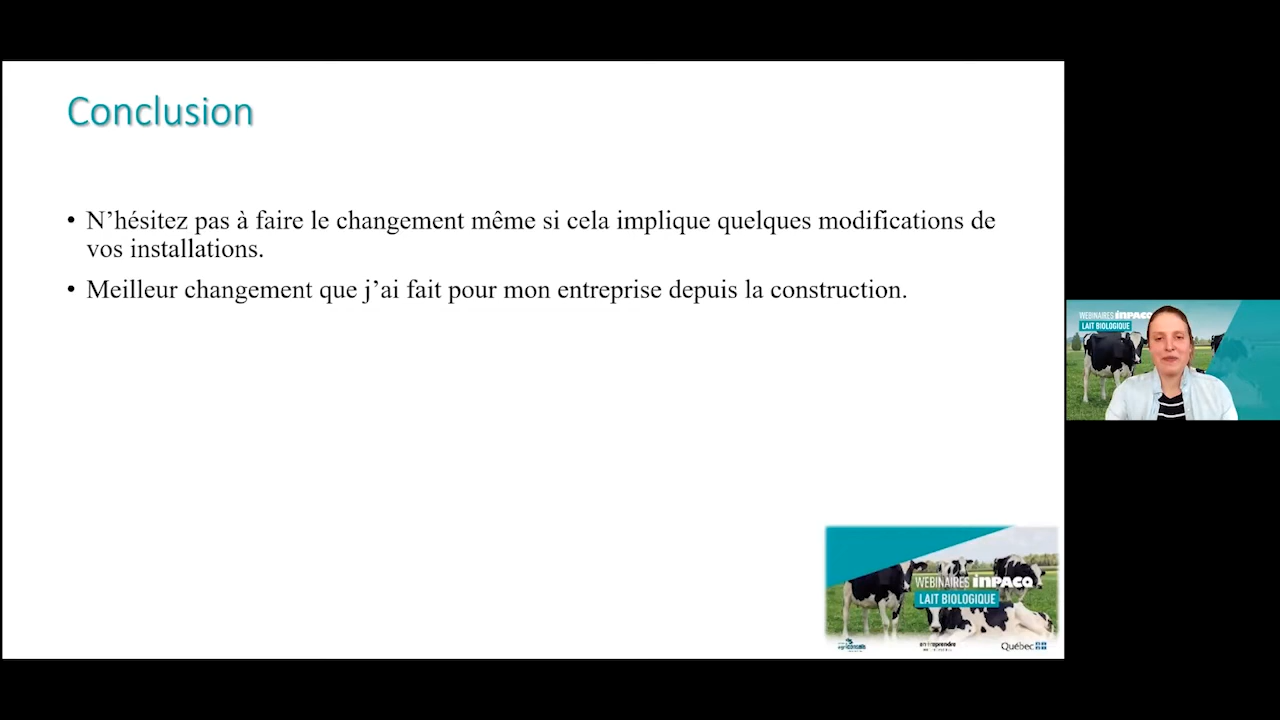 Conclusion
• N’hésitez pas à faire le changement même si cela implique quelques modifications de
vos installations.
• Meilleur changement que j’ai fait pour mon entreprise depuis la construction.
WEBINAIRES INPACQ
LAIT BIOLOGIQUE
WEBINAIRES INPACQ
LAIT BIOLOGIQUE
Québec